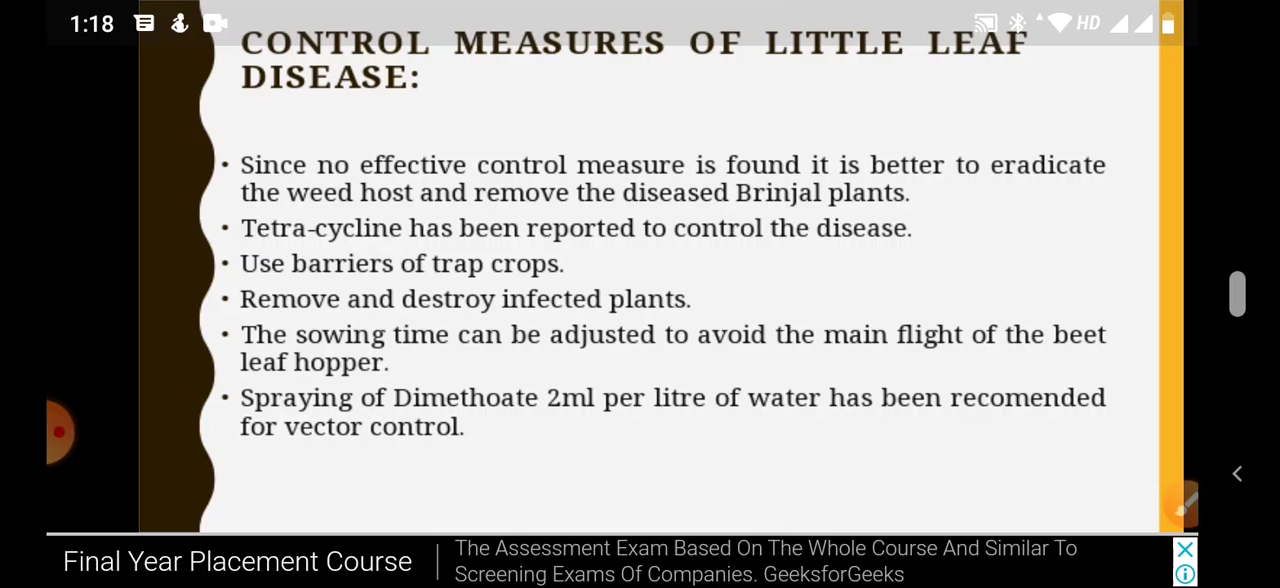 1:18
HD
CONTROL MEASURES OF LITTLE LEAF
DISEASE:
• Since no effective control measure is found it is better to eradicate
the weed host and remove the diseased Brinjal plants.
• Tetra-cycline has been reported to control the disease.
• Use barriers of trap crops.
• Remove and destroy infected plants.
• The sowing time can be adjusted to avoid the main flight of the beet
leaf hopper.
• Spraying of Dimethoate 2ml per litre of water has been recomended
for vector control.
Final Year Placement Course
The Assessment Exam Based On The Whole Course And Similar To
Screening Exams Of Companies. GeeksforGeeks